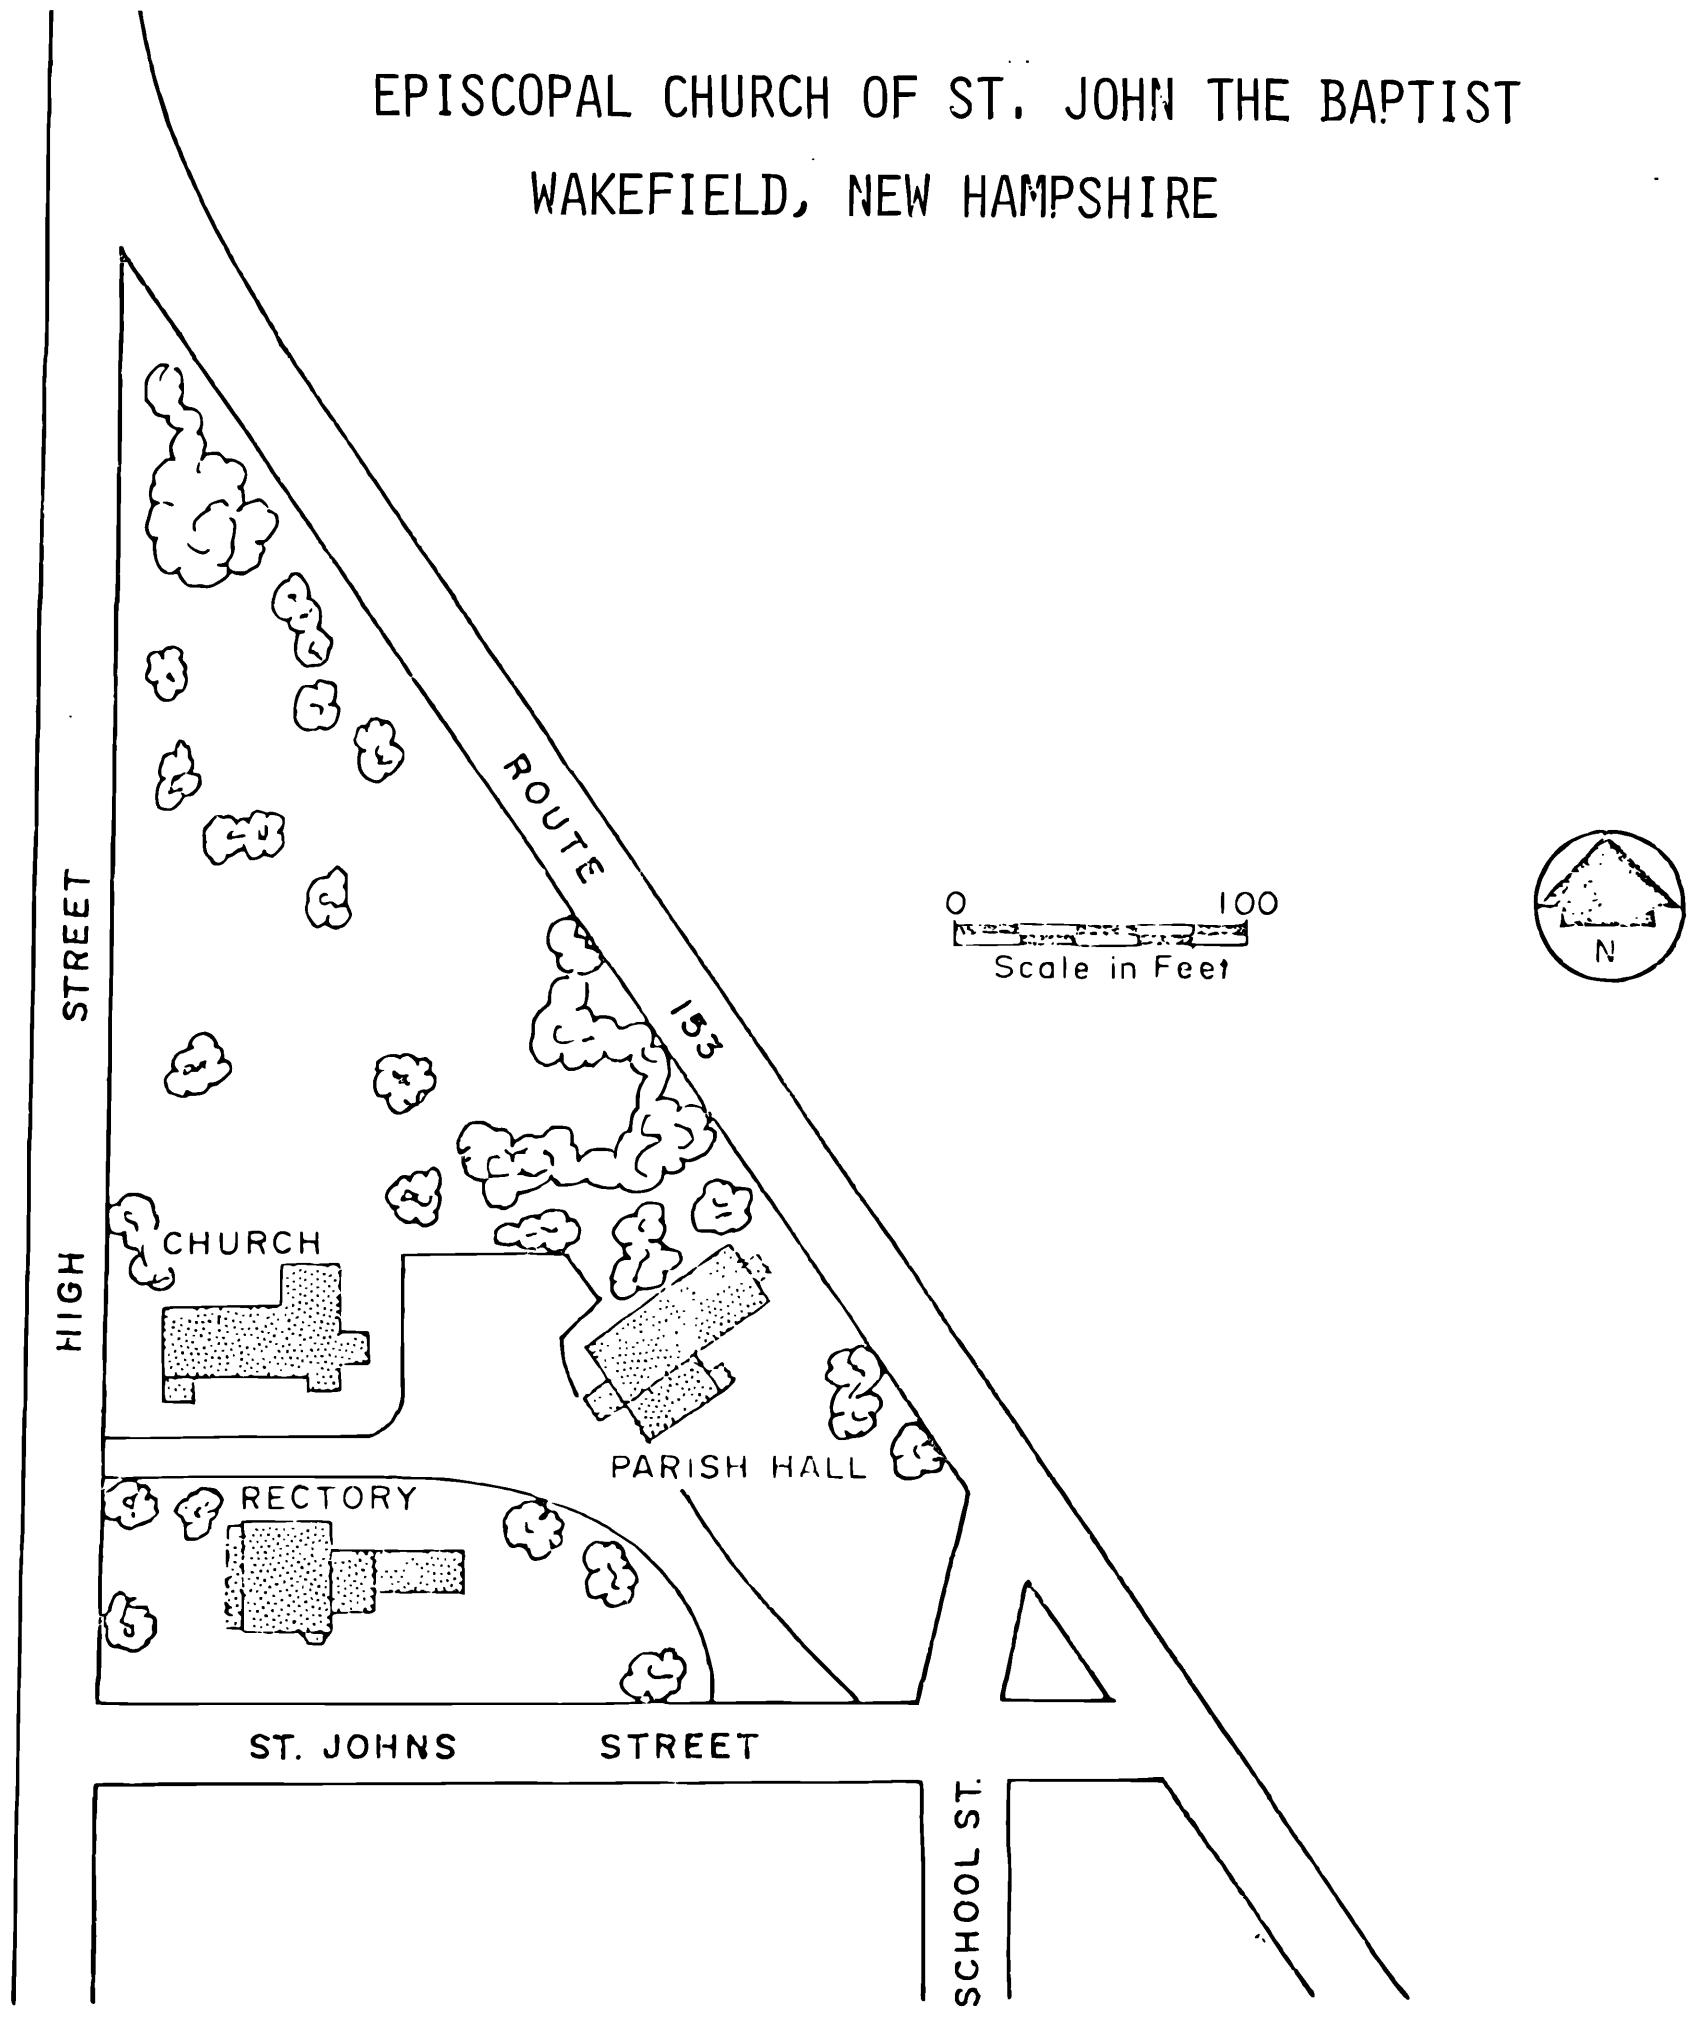 EPISCOPAL CHURCH OF ST. JOHN THE BAPTIST
WAKEFIELD, NEW HAMPSHIRE
ROUTE 153
HIGH STREET
0 100
Scale in Feet
N
CHURCH
PARISH HALL
RECTORY
ST. JOHNS STREET
SCHOOL ST.